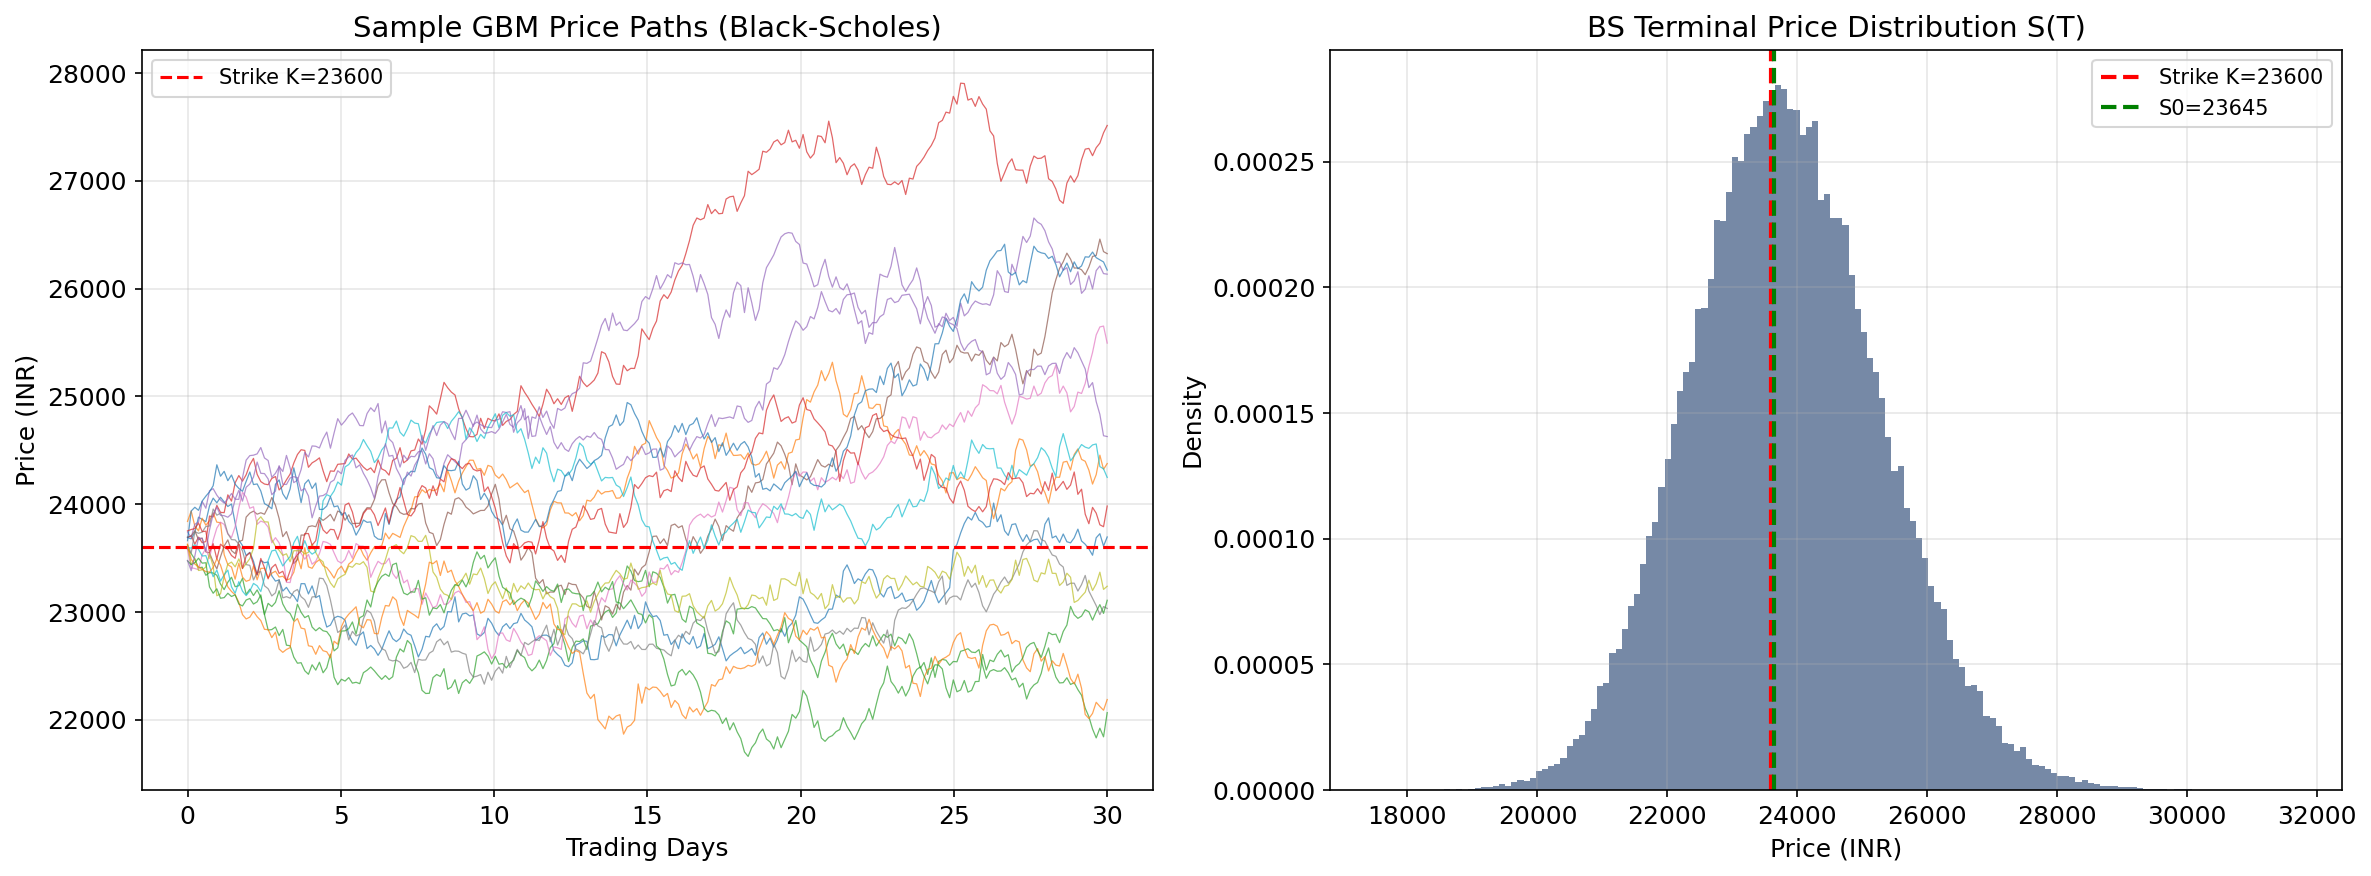 Sample GBM Price Paths (Black-Scholes)
Strike K=23600
28000
27000
26000
25000
24000
23000
22000
Price (INR)
0 5 10 15 20 25 30
Trading Days
BS Terminal Price Distribution S(T)
Strike K=23600
S0=23645
0.00025
0.00020
0.00015
0.00010
0.00005
0.00000
Density
18000 20000 22000 24000 26000 28000 30000 32000
Price (INR)